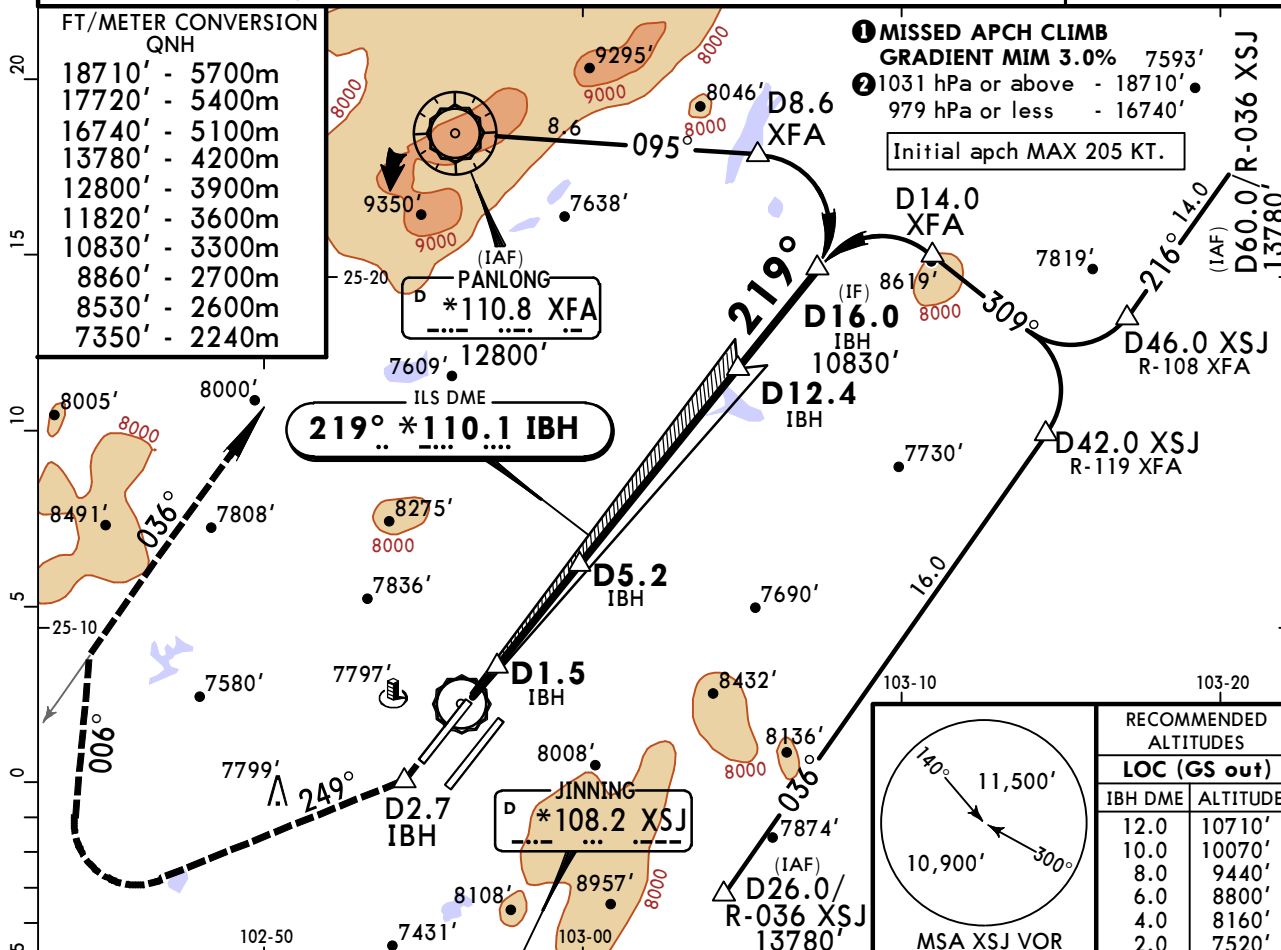 FT/METER CONVERSION
QNH
18710' - 5700m
17720' - 5400m
16740' - 5100m
13780' - 4200m
12800' - 3900m
11820' - 3600m
10830' - 3300m
8860' - 2700m
8530' - 2600m
7350' - 2240m
1 MISSED APCH CLIMB
GRADIENT MIM 3.0%
2 1031 hPa or above - 18710'
979 hPa or less - 16740'
Initial apch MAX 205 KT.
7593'
9295'
9000
8000
8000
8046'
8000
D8.6
XFA
8.6
095°
9350'
9000
7638'
(IAF)
PANLONG
D *110.8 XFA
12800'
25-20
20
15
10
5
0
5
219°
D14.0
XFA
8619'
8000
7819'
309°
216°
14.0
(IAF)
D60.0/R-036 XSJ
13780'
(IF)
D16.0
IBH
10830'
D46.0 XSJ
R-108 XFA
D12.4
IBH
7609'
ILS DME
219° *110.1 IBH
8005'
8000
8000'
8491'
036°
7808'
8275'
8000
7730'
D42.0 XSJ
R-119 XFA
16.0
D5.2
IBH
7836'
7690'
25-10
7580'
7797'
D1.5
IBH
8432'
8000
8136'
103-10
103-20
006°
7799'
249°
D2.7
IBH
8008'
JINNING
D *108.2 XSJ
036°
7874'
(IAF)
D26.0/
R-036 XSJ
13780'
8108'
8957'
8000
7431'
102-50
103-00
140°
11,500'
10,900'
300°
MSA XSJ VOR
RECOMMENDED
ALTITUDES
LOC (GS out)
IBH DME ALTITUDE
12.0 10710'
10.0 10070'
8.0 9440'
6.0 8800'
4.0 8160'
2.0 7520'